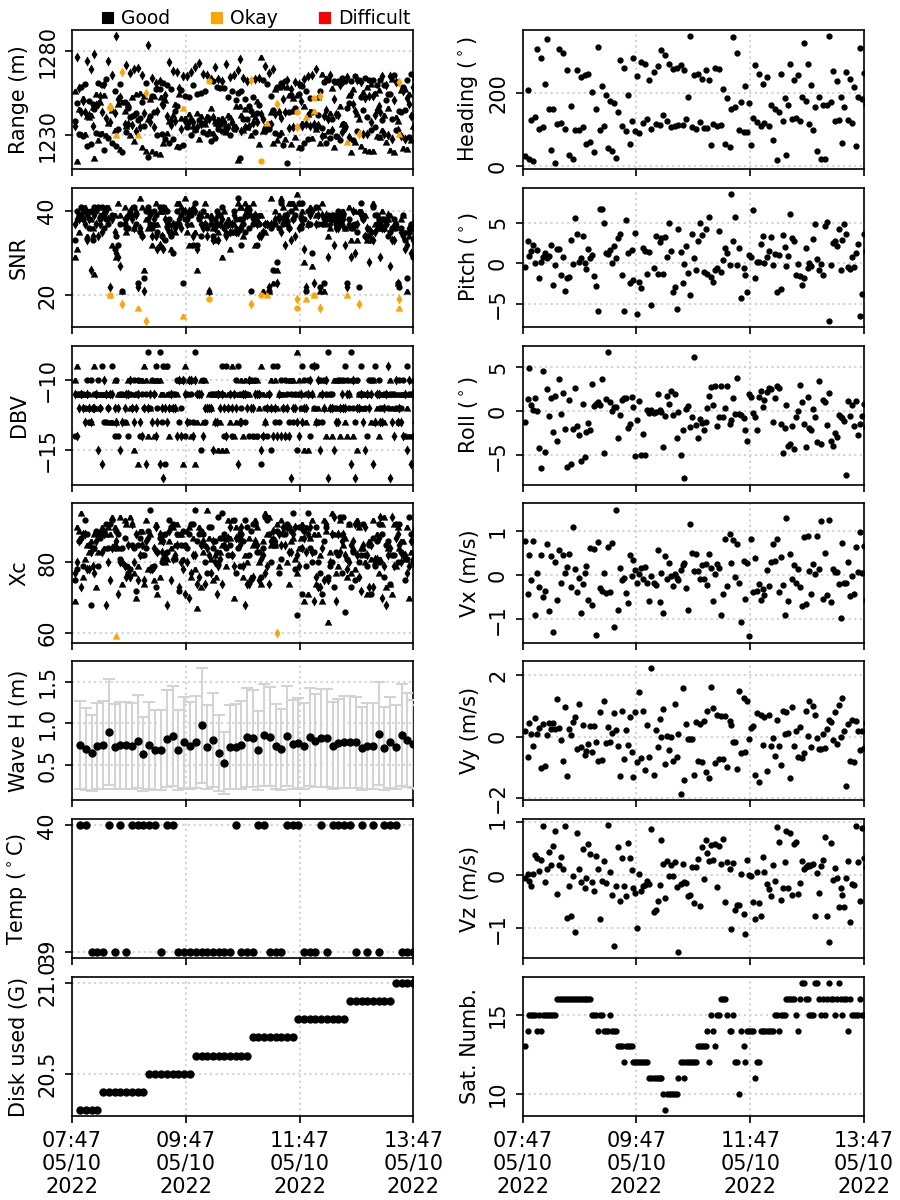 Good Okay Difficult
Range (m)
1280
1230
Heading (°)
200
0
SNR
40
20
Pitch (°)
5
0
−5
DBV
−10
−15
Roll (°)
5
0
−5
Xc
80
60
Vx (m/s)
1
0
−1
Wave H (m)
1.5
1.0
0.5
Vy (m/s)
2
0
−2
Temp (°C)
40
39
Vz (m/s)
1
0
−1
Disk used (G)
21.0
20.5
Sat. Numb.
15
10
07:47 09:47 11:47 13:47 07:47 09:47 11:47 13:47
05/10 05/10 05/10 05/10 05/10 05/10 05/10 05/10
2022 2022 2022 2022 2022 2022 2022 2022